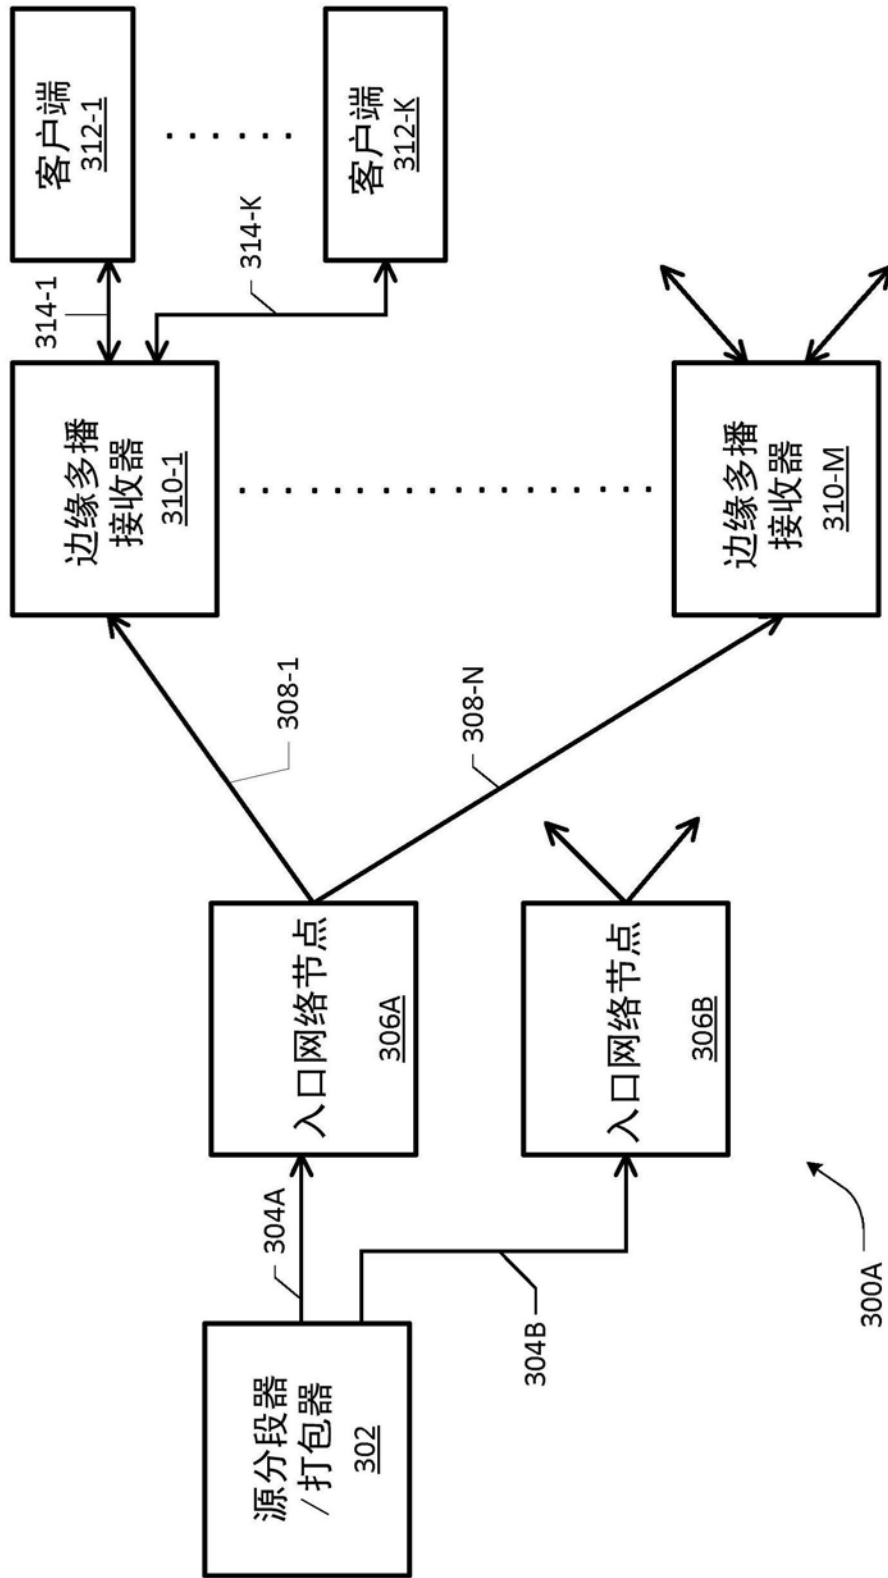 源分段器
/打包器
302
304A
304B
入口网络节点
306A
入口网络节点
306B
308-1
308-N
边缘多播
接收器
310-1
边缘多播
接收器
310-M
314-1
314-K
客户端
312-1
客户端
312-K
300A